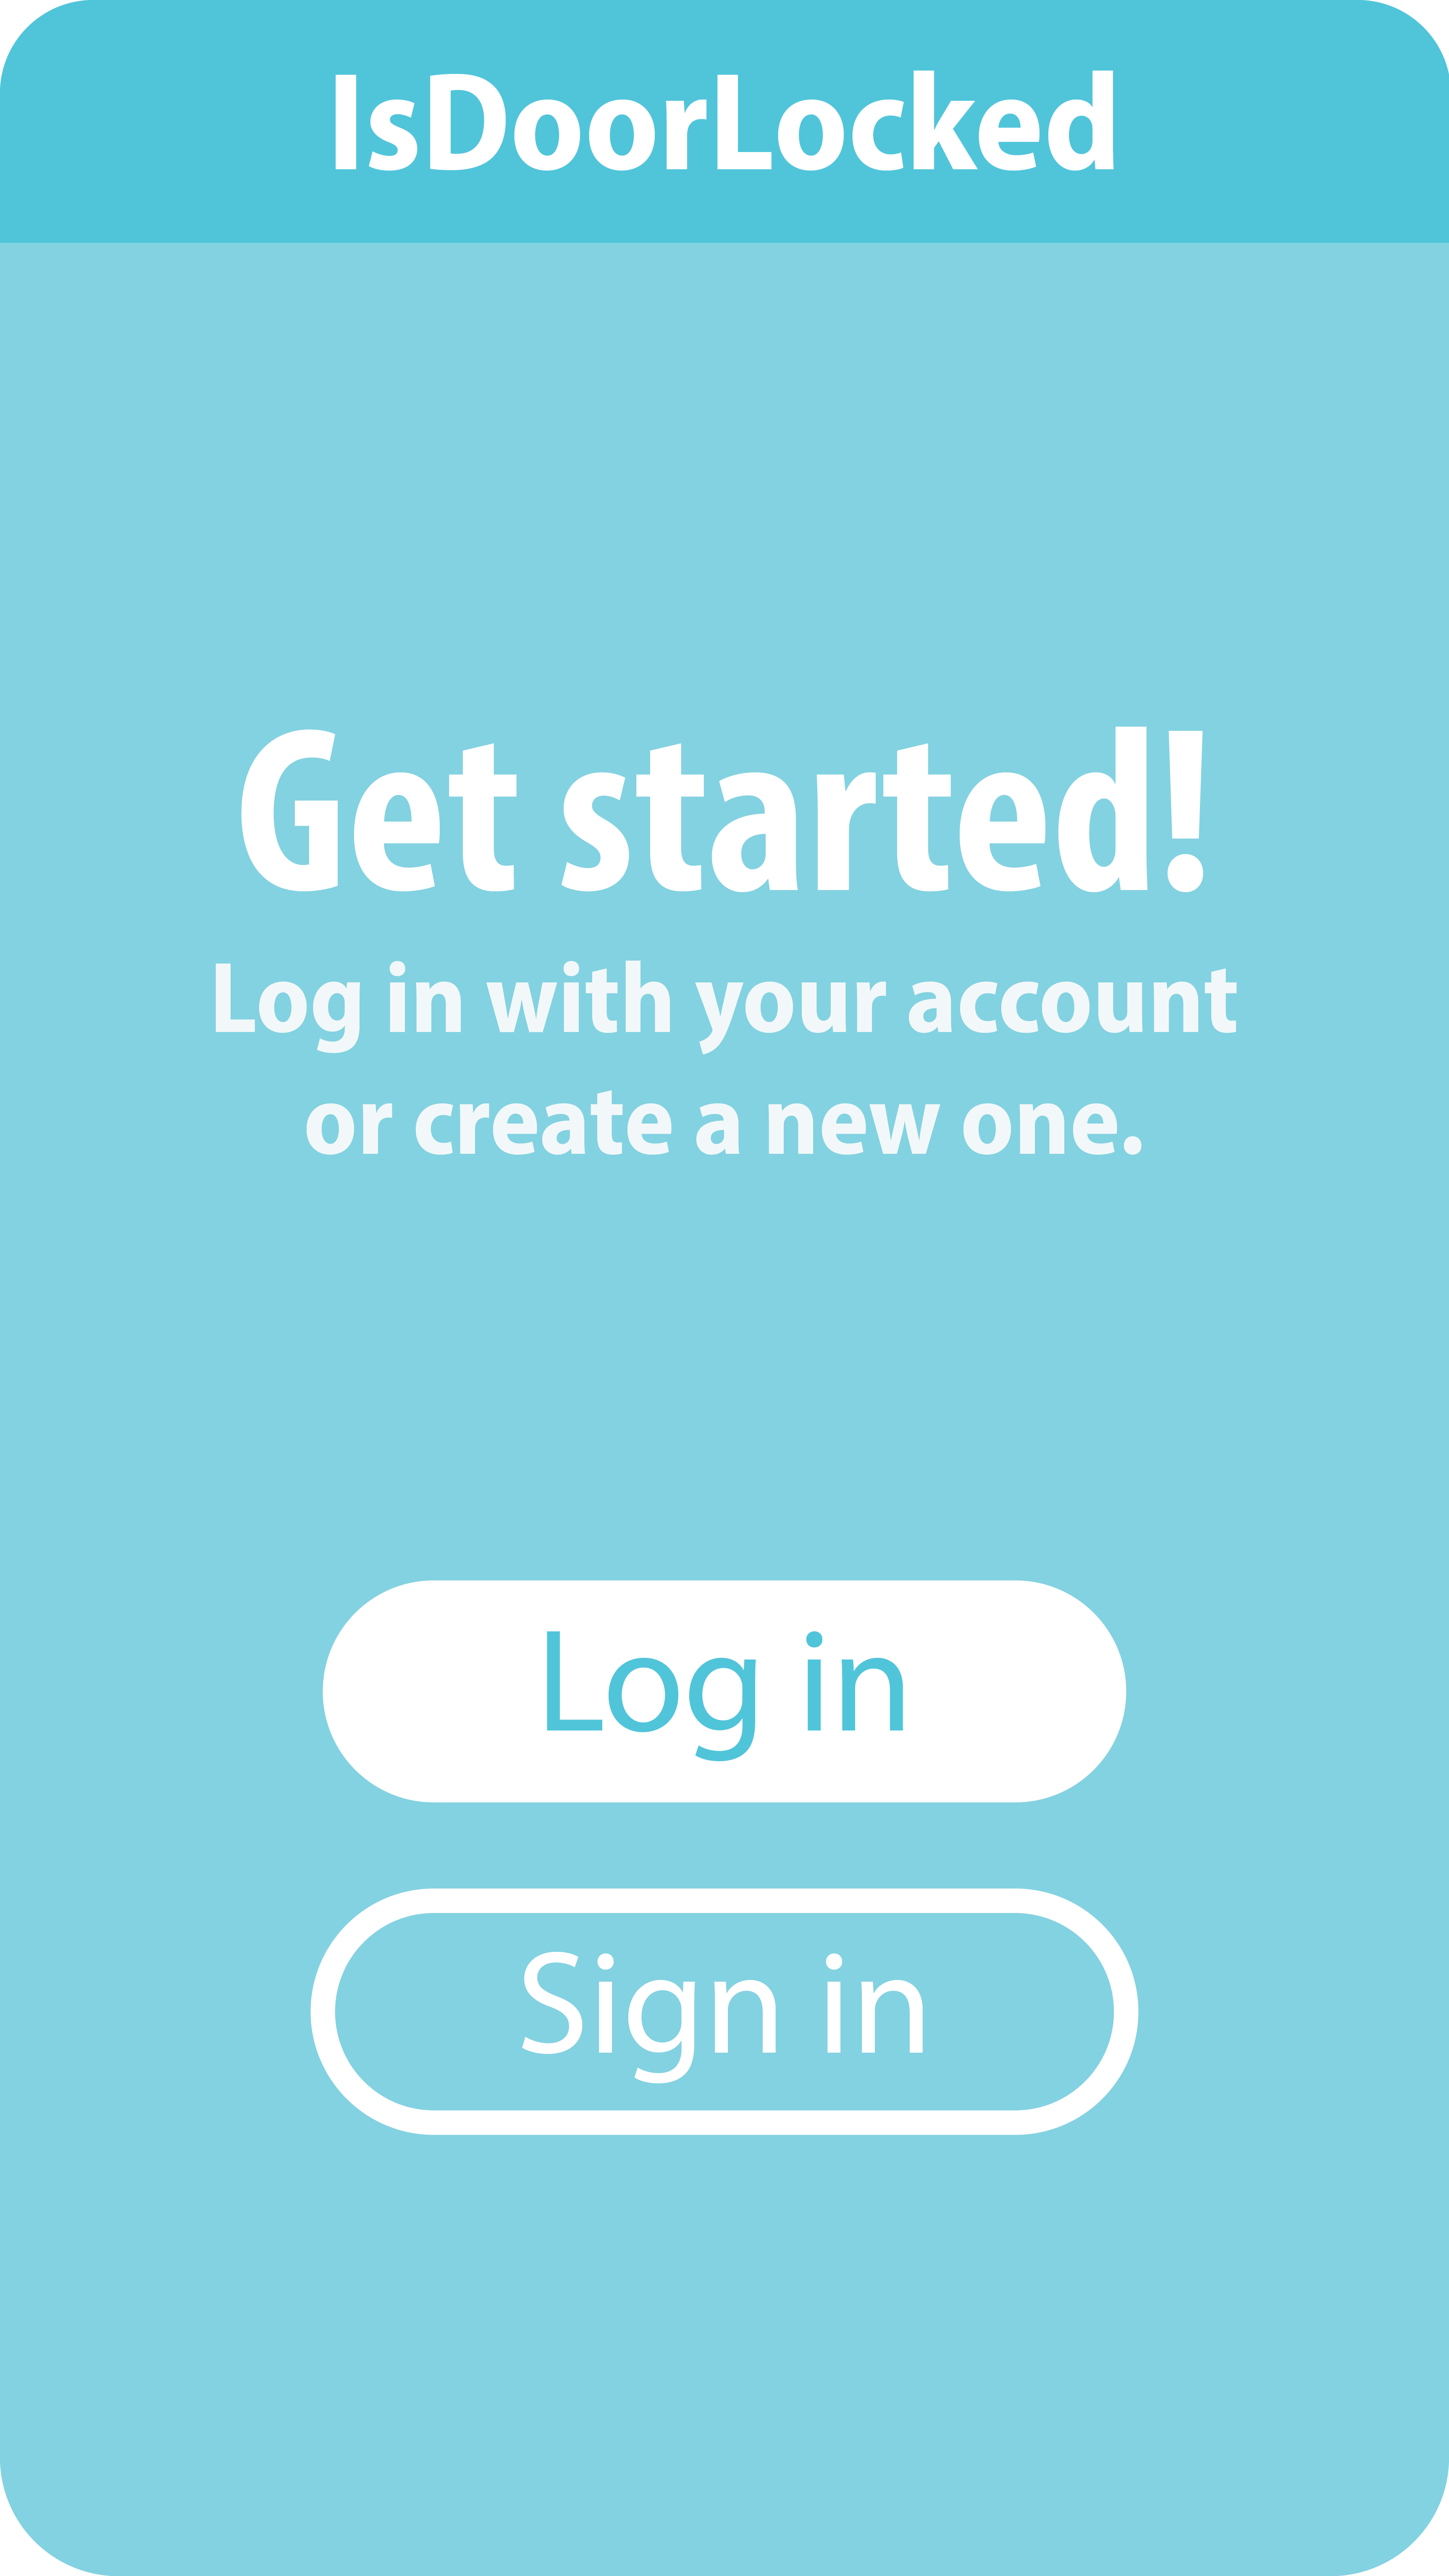 IsDoorLocked
Get started!
Log in with your account
or create a new one.
Log in
Sign in